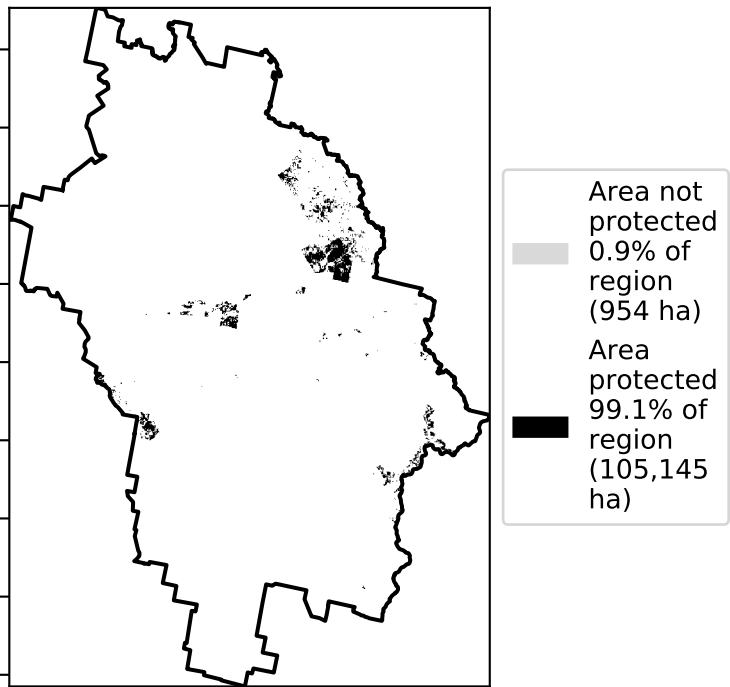 Area not
protected
0.9% of
region
(954 ha)
Area
protected
99.1% of
region
(105,145
ha)